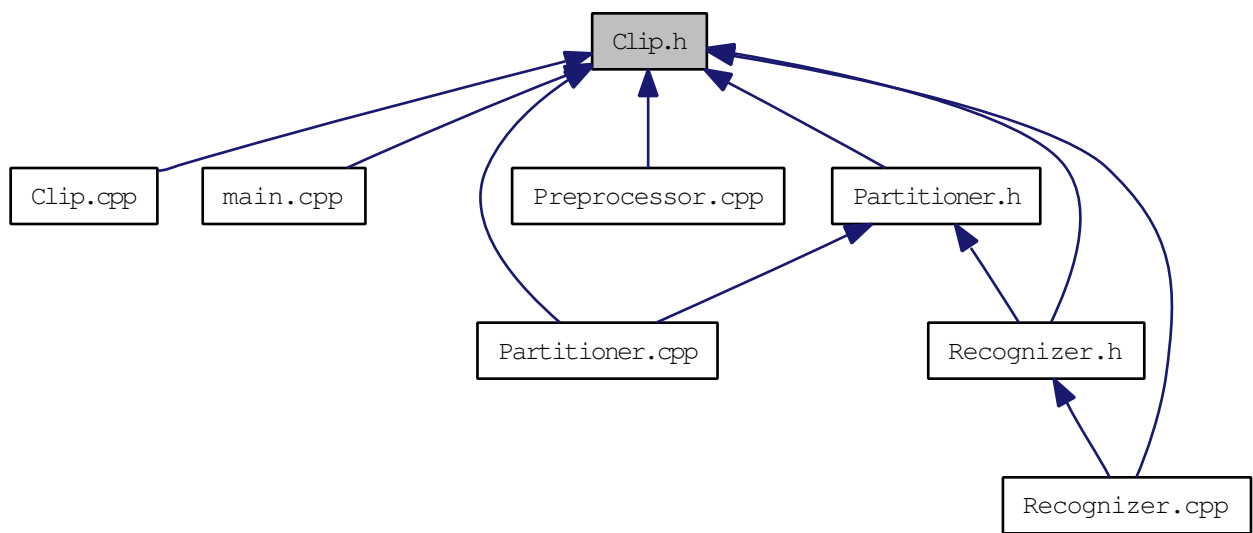 Clip.h
Clip.cpp
main.cpp
Preprocessor.cpp
Partitioner.h
Partitioner.cpp
Recognizer.h
Recognizer.cpp